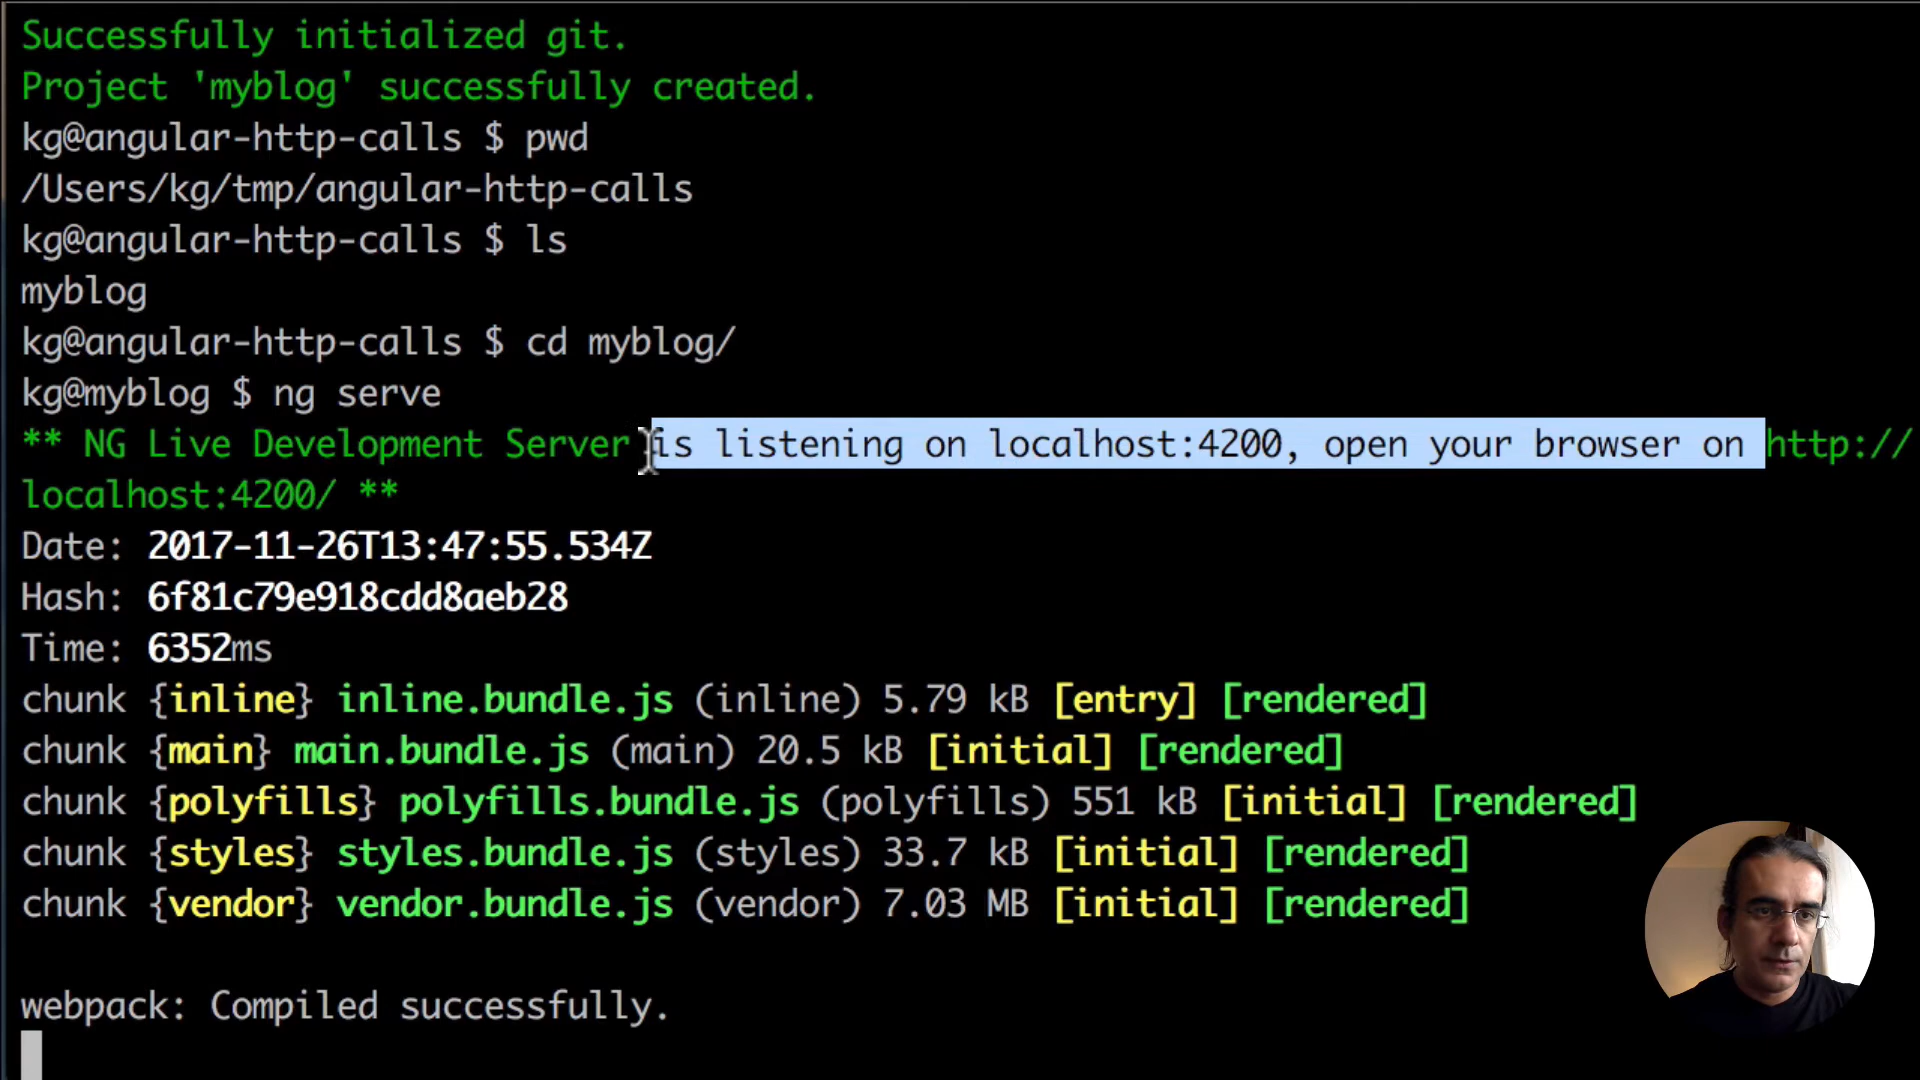 Successfully initialized git.
Project 'myblog' successfully created.
kg@angular-http-calls $ pwd
/Users/kg/tmp/angular-http-calls
kg@angular-http-calls $ ls
myblog
kg@angular-http-calls $ cd myblog/
kg@myblog $ ng serve
** NG Live Development Server is listening on localhost:4200, open your browser on http://
localhost:4200/ **
Date: 2017-11-26T13:47:55.534Z
Hash: 6f81c79e918cdd8aeb28
Time: 6352ms
chunk {inline} inline.bundle.js (inline) 5.79 kB [entry] [rendered]
chunk {main} main.bundle.js (main) 20.5 kB [initial] [rendered]
chunk {polyfills} polyfills.bundle.js (polyfills) 551 kB [initial] [rendered]
chunk {styles} styles.bundle.js (styles) 33.7 kB [initial] [rendered]
chunk {vendor} vendor.bundle.js (vendor) 7.03 MB [initial] [rendered]
webpack: Compiled successfully.